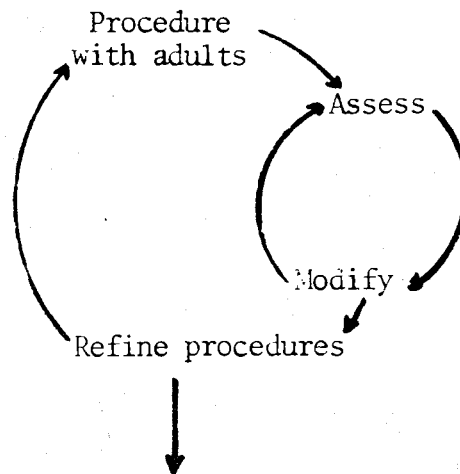 Procedure
with adults
Assess
Modify
Refine procedures